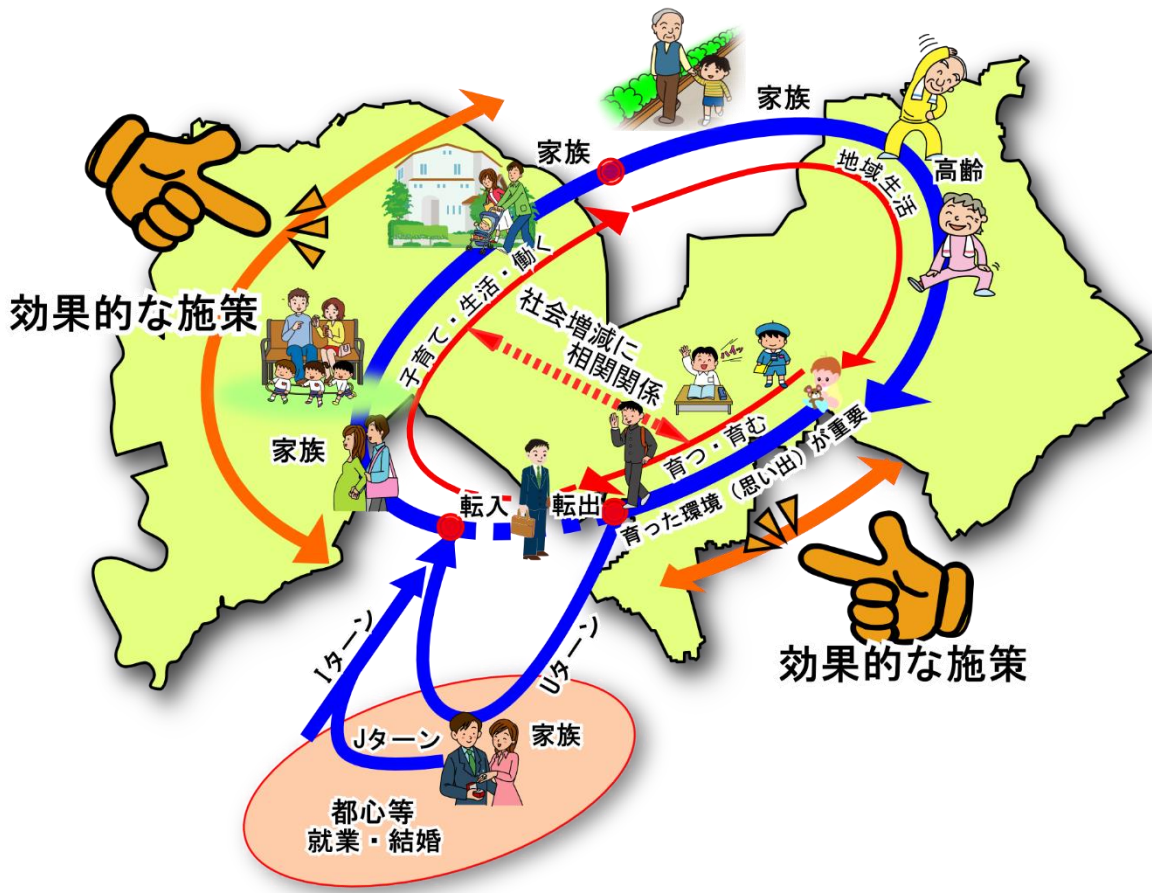 家族
家族
高齢
地域生活
効果的な施策
子育て・生活・働く
社会増減に
相関関係
ハイッ
家族
育つ・育む
育った環境（思い出）が重要
転入
転出
Iターン
Uターン
効果的な施策
Jターン
家族
都心等
就業・結婚